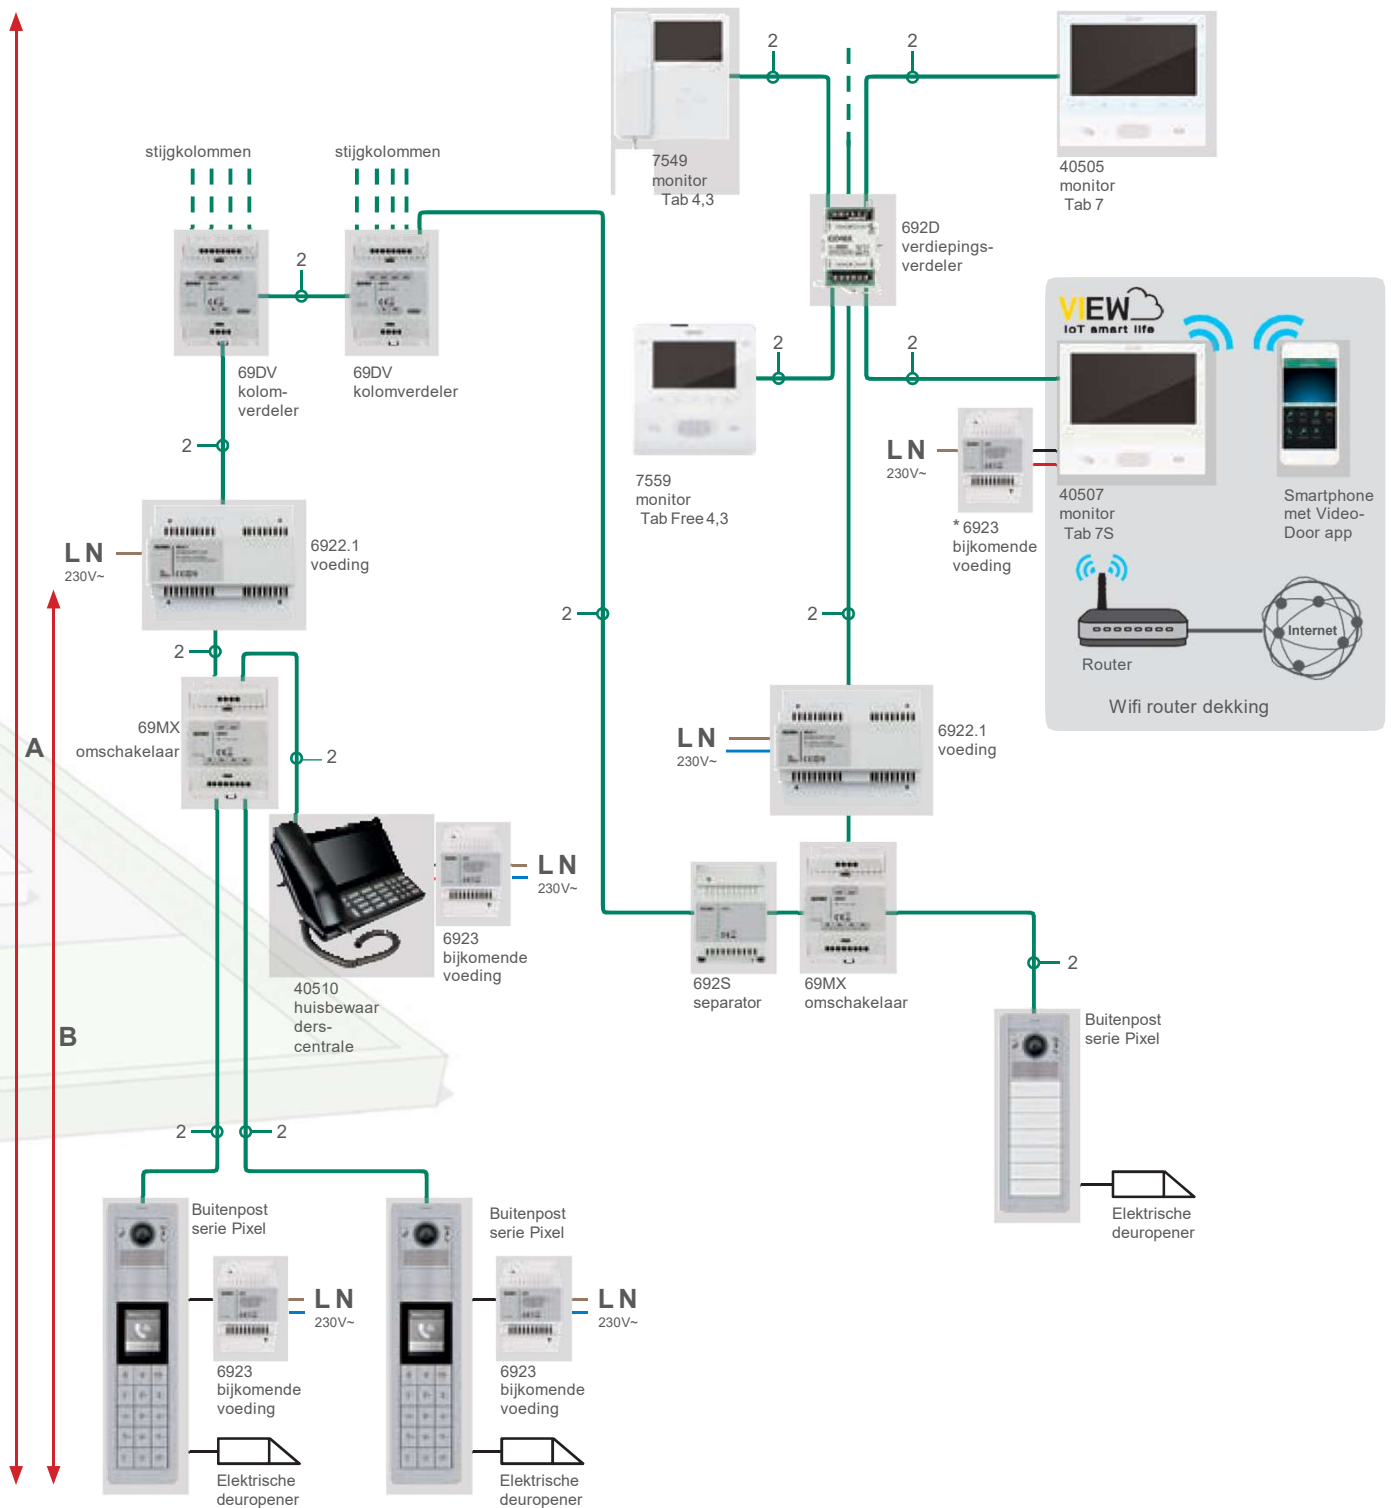 2
2
7549
monitor
Tab 4,3
40505
monitor
Tab 7
stijgkolommen
stijgkolommen
692D
verdiepings-
verdeler
2
69DV
kolom-
verdeler
69DV
kolomverdeler
2
2
VIEW
IoT smart life
7559
monitor
Tab Free 4,3
2
LN
230V~
* 6923
bijkomende
voeding
40507
monitor
Tab 7S
Smartphone
met Video-
Door app
LN
230V~
6922.1
voeding
2
2
2
Router
Internet
Wifi router dekking
A
69MX
omschakelaar
2
LN
230V~
6922.1
voeding
LN
230V~
6923
bijkomende
voeding
40510
huisbewaar
ders-
centrale
692S
separator
69MX
omschakelaar
2
B
Buitenpost
serie Pixel
2
2
Elektrische
deuropener
Buitenpost
serie Pixel
Buitenpost
serie Pixel
LN
230V~
LN
230V~
6923
bijkomende
voeding
6923
bijkomende
voeding
Elektrische
deuropener
Elektrische
deuropener